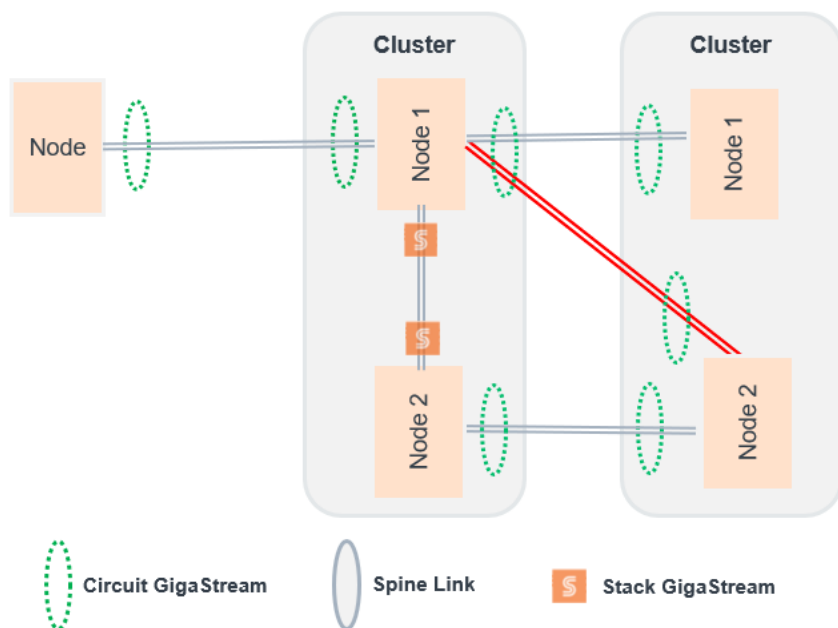 Cluster
Cluster
Node
Node 1
Node 1
Node 2
Node 2
Circuit GigaStream
Spine Link
Stack GigaStream